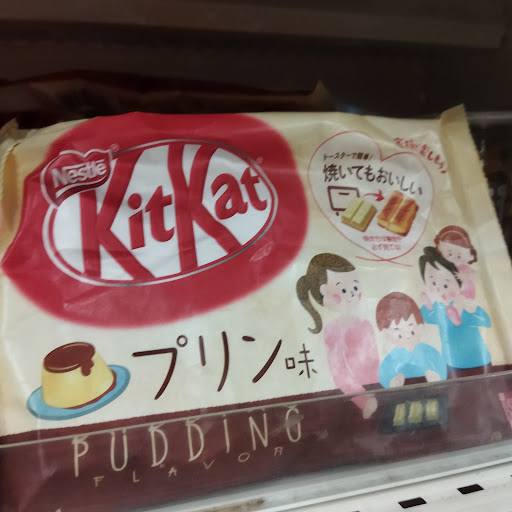 Nestlé
KitKat
トースターで簡単!
焼いてもおいしい
プリン味
PUDDING
FLAVOR